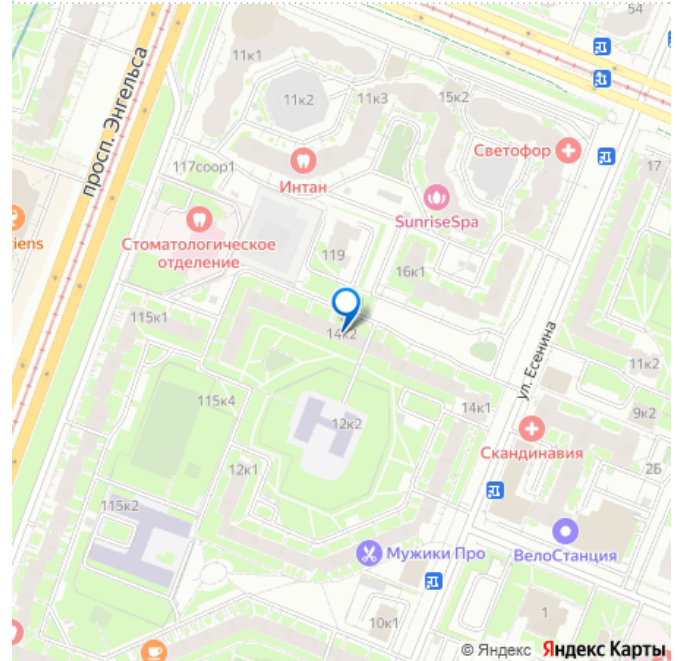 54
11к1
11к2
11к3
15к2
просп. Энгельса
Светофор
117соор1
Интан
17
SunriseSpa
iens
Стоматологическое
отделение
119
16к1
115к1
14к2
ул. Есенина
11к2
115к4
14к1
9к2
12к2
Скандинавия
12к1
2Б
115к2
Мужики Про
ВелоСтанция
1
10к1
© Яндекс Яндекс Карты